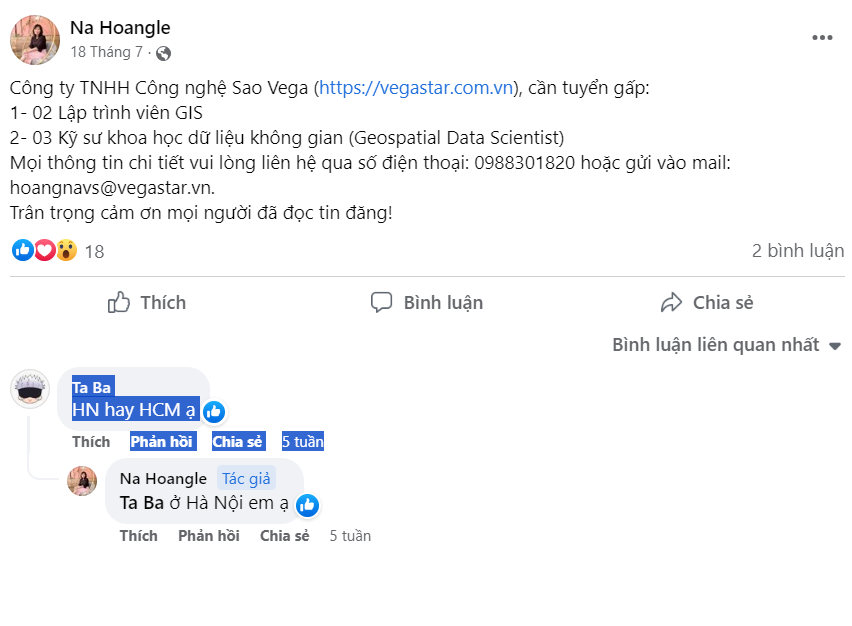 Na Hoangle
18 Tháng 7 ·
Công ty TNHH Công nghệ Sao Vega (https://vegastar.com.vn), cần tuyển gấp:
1- 02 Lập trình viên GIS
2- 03 Kỹ sư khoa học dữ liệu không gian (Geospatial Data Scientist)
Mọi thông tin chi tiết vui lòng liên hệ qua số điện thoại: 0988301820 hoặc gửi vào mail:
hoangnavs@vegastar.vn.
Trân trọng cảm ơn mọi người đã đọc tin đăng!
18 2 bình luận
Thích Bình luận Chia sẻ
Bình luận liên quan nhất
Ta Ba
HN hay HCM ạ
Thích Phản hồi Chia sẻ 5 tuần
Na Hoangle Tác giả
Ta Ba ở Hà Nội em ạ
Thích Phản hồi Chia sẻ 5 tuần